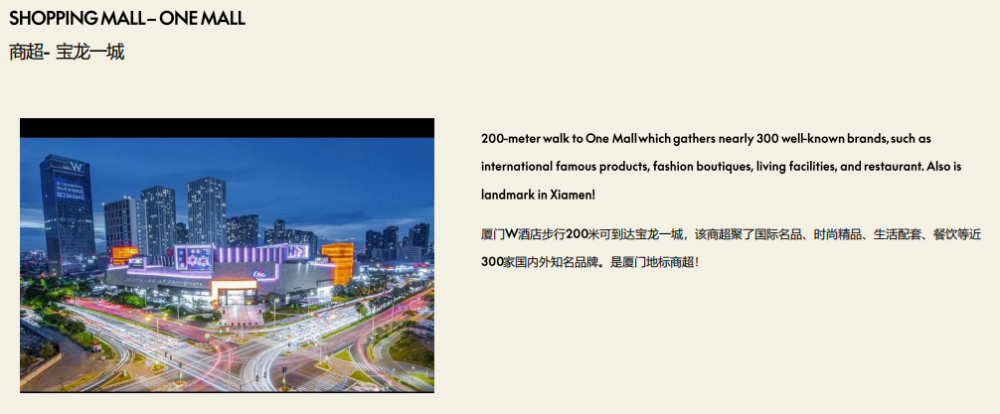 SHOPPING MALL – ONE MALL
商超- 宝龙一城
W
One
200-meter walk to One Mall which gathers nearly 300 well-known brands, such as
international famous products, fashion boutiques, living facilities, and restaurant. Also is
landmark in Xiamen!
厦门W酒店步行200米可到达宝龙一城，该商超聚了国际名品、时尚精品、生活配套、餐饮等近
300家国内外知名品牌。是厦门地标商超！